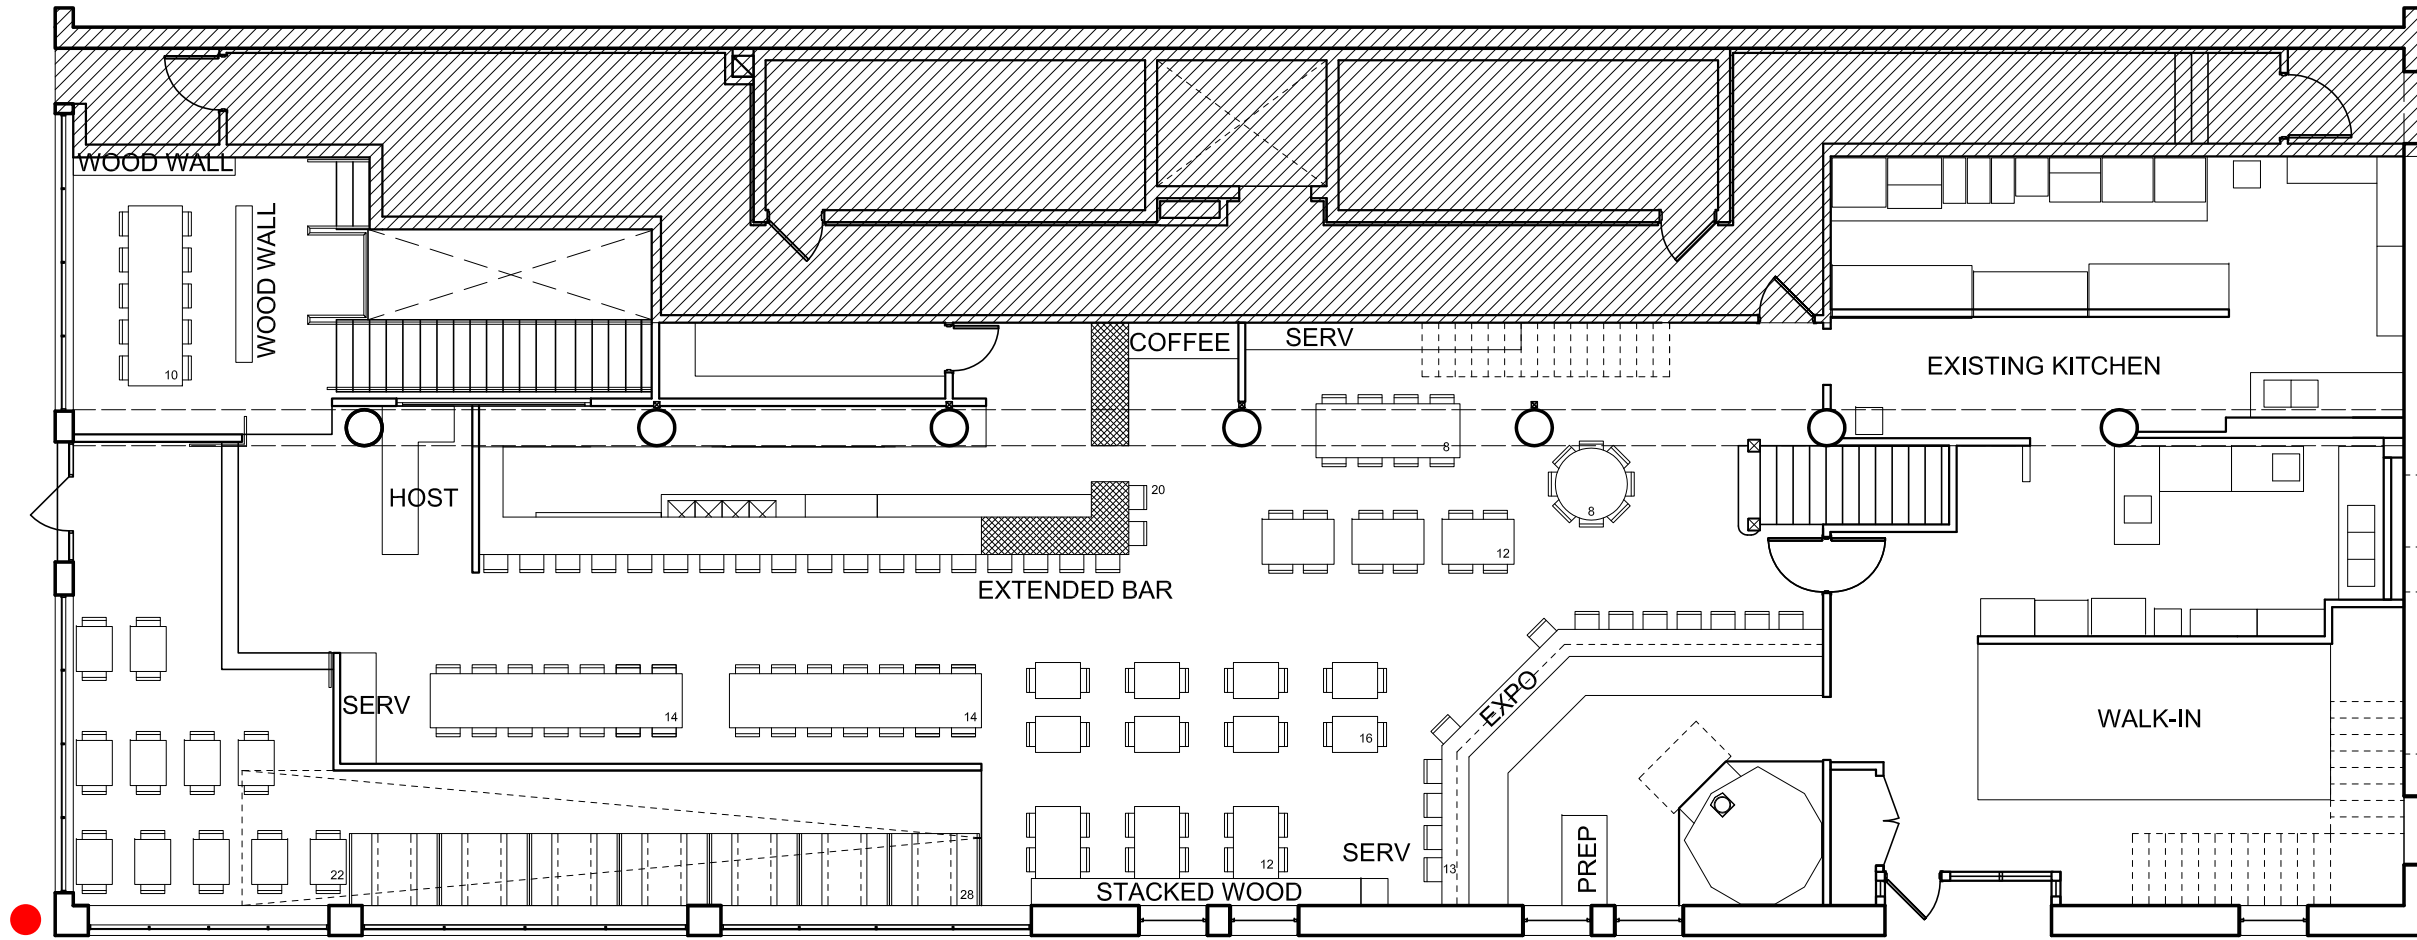 WOOD WALL
WOOD WALL
10
COFFEE
SERV
EXISTING KITCHEN
8
HOST
20
8
12
EXTENDED BAR
SERV
14
14
EXPO
16
WALK-IN
22
28
12
SERV
13
PREP
STACKED WOOD